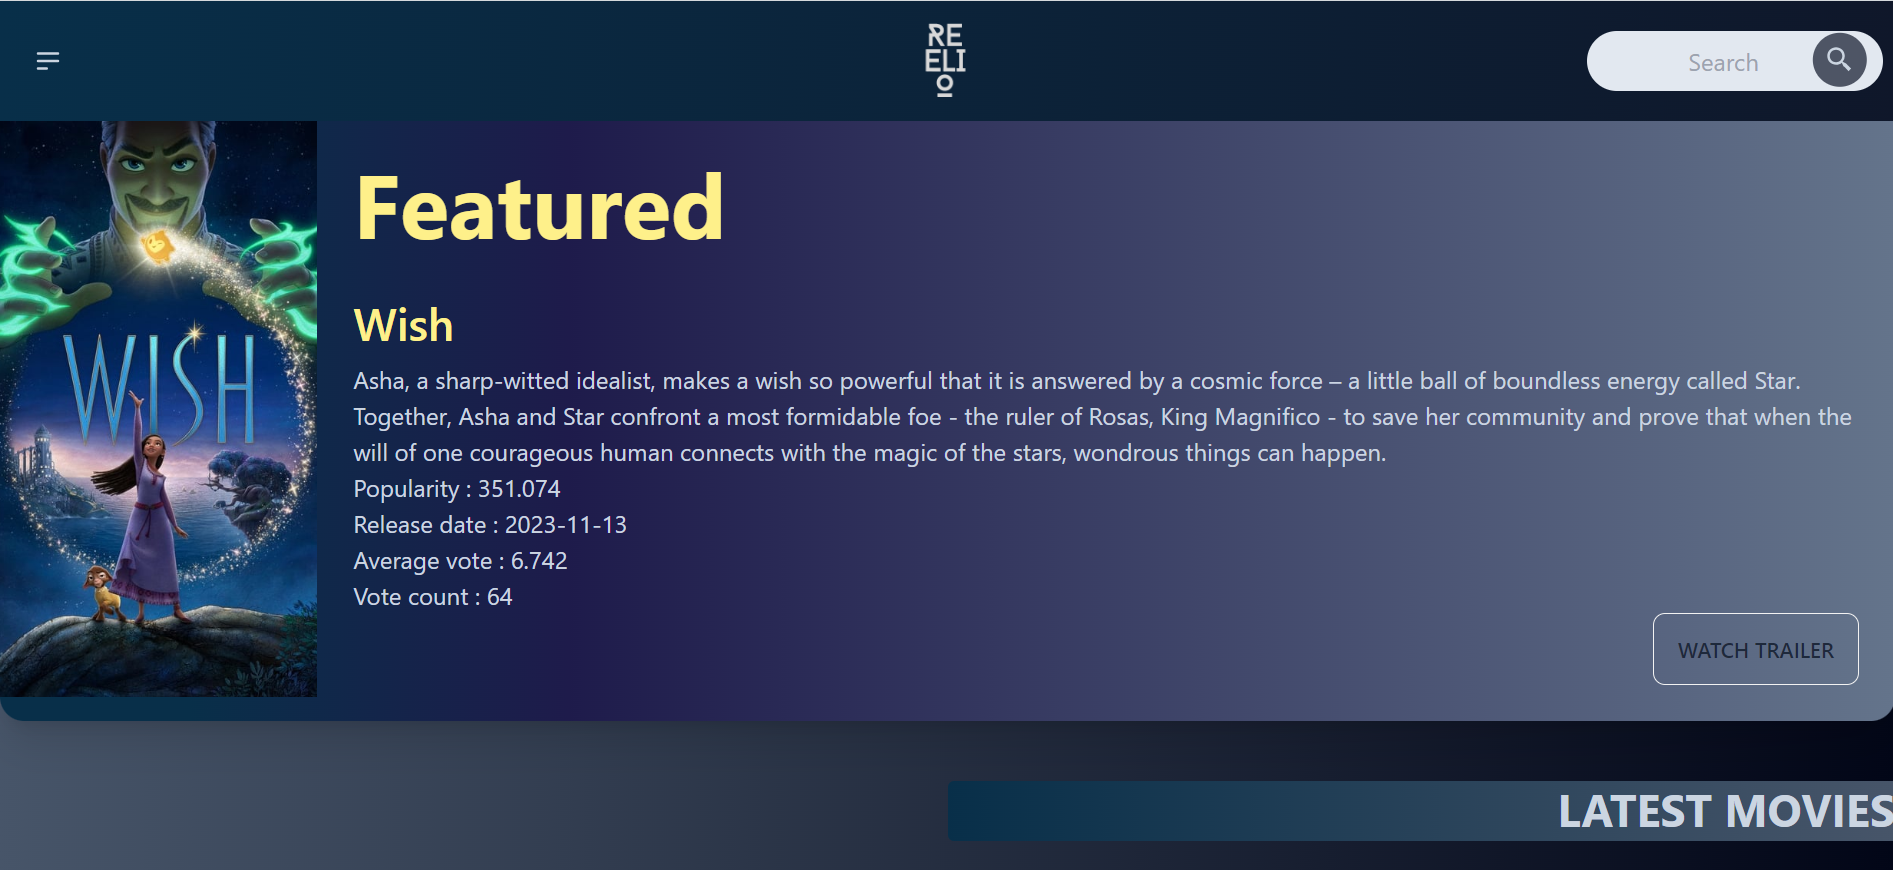 RE
ELI
O
Search
Featured
WISH
Wish
Asha, a sharp-witted idealist, makes a wish so powerful that it is answered by a cosmic force – a little ball of boundless energy called Star.
Together, Asha and Star confront a most formidable foe - the ruler of Rosas, King Magnifico - to save her community and prove that when the
will of one courageous human connects with the magic of the stars, wondrous things can happen.
Popularity : 351.074
Release date : 2023-11-13
Average vote : 6.742
Vote count : 64
WATCH TRAILER
LATEST MOVIES